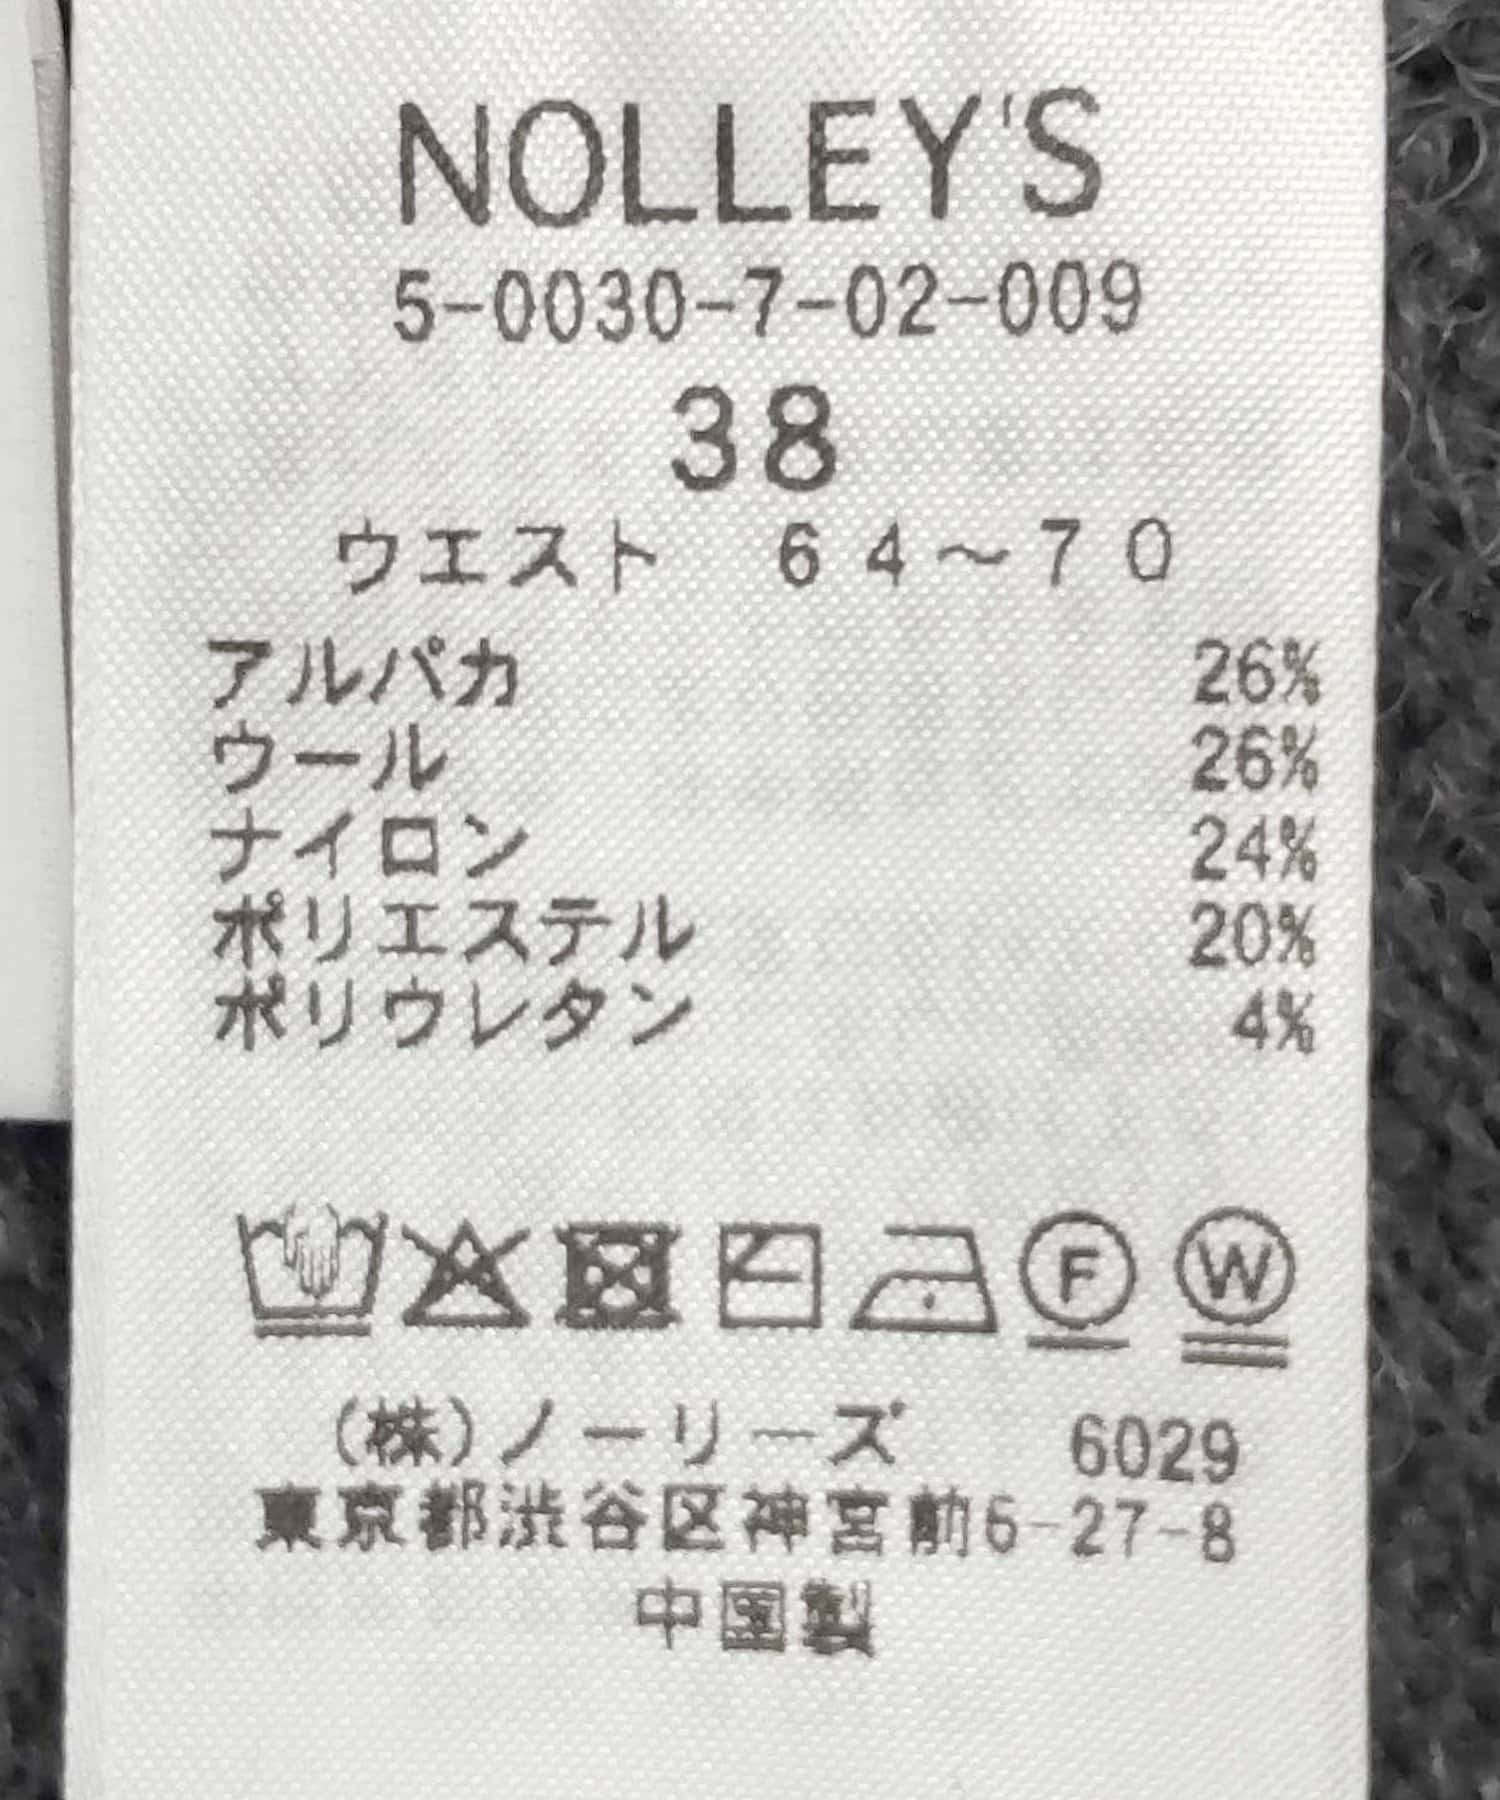 NOLLEY'S
5-0030-7-02-009
38
ウエスト 64～70
アルパカ 26%
ウール 26%
ナイロン 24%
ポリエステル 20%
ポリウレタン 4%
F W
(株)ノーリーズ 6029
東京都渋谷区神宮前6-27-8
中国製